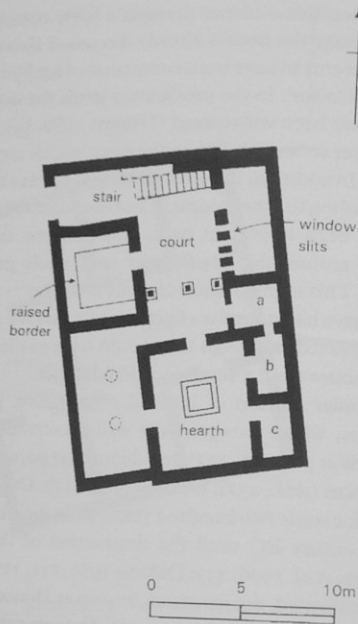 stair
court
window
slits
raised
border
a
b
hearth
c
0 5 10m